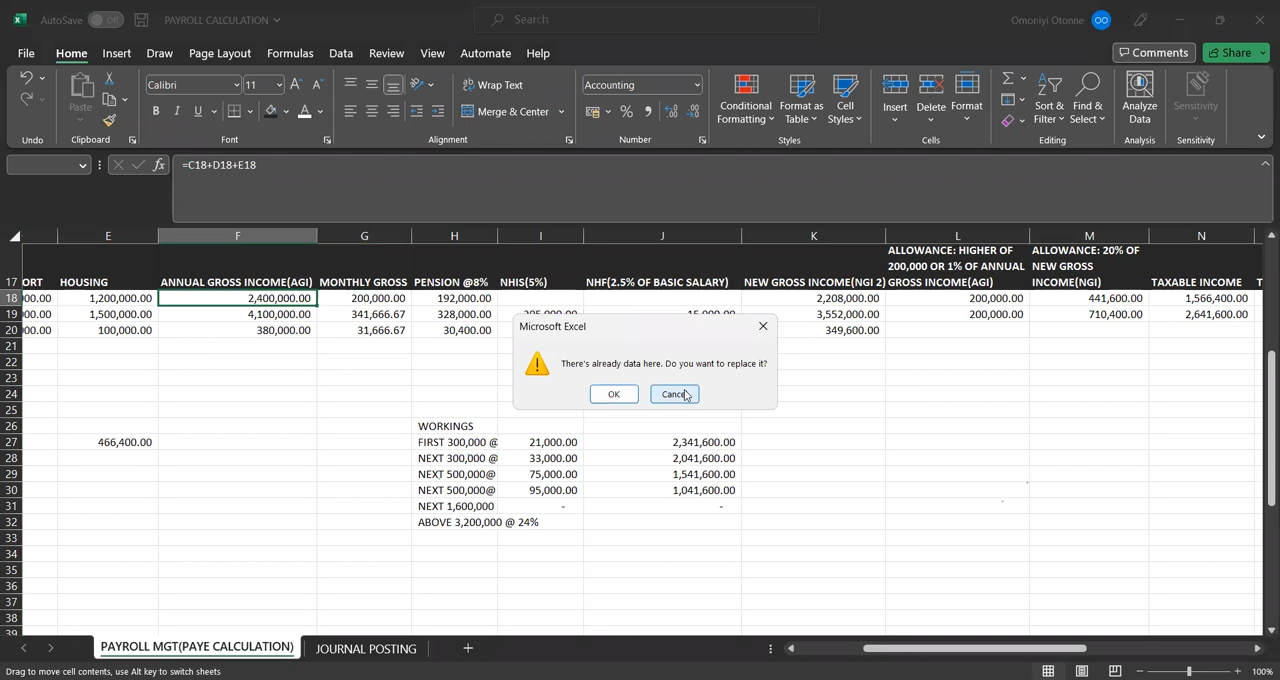 AutoSave Off PAYROLL CALCULATION Search Omoniyi Otonne OO
File Home Insert Draw Page Layout Formulas Data Review View Automate Help Comments Share
Calibri 11 Wrap Text Accounting
Paste B I U Merge & Center Conditional Formatting Format as Table Cell Styles Insert Delete Format Sort & Filter Find & Select Analyze Data Sensitivity
Undo Clipboard Font Alignment Number Styles Cells Editing Analysis Sensitivity
fx =C18+D18+E18
E F G H I J K L M N
ALLOWANCE: HIGHER OF ALLOWANCE: 20% OF
200,000 OR 1% OF ANNUAL NEW GROSS
17 ORT HOUSING ANNUAL GROSS INCOME(AGI) MONTHLY GROSS PENSION @8% NHIS(5%) NHF(2.5% OF BASIC SALARY) NEW GROSS INCOME(NGI 2) GROSS INCOME(AGI) INCOME(NGI) TAXABLE INCOME T
18 00.00 1,200,000.00 2,400,000.00 200,000.00 192,000.00 2,208,000.00 200,000.00 441,600.00 1,566,400.00
19 00.00 1,500,000.00 4,100,000.00 341,666.67 328,000.00 205,000.00 15,000.00 3,552,000.00 200,000.00 710,400.00 2,641,600.00
20 00.00 100,000.00 380,000.00 31,666.67 30,400.00 349,600.00
Microsoft Excel
There's already data here. Do you want to replace it?
OK Cancel
21
22
23
24
25
26 WORKINGS
27 466,400.00 FIRST 300,000 @ 21,000.00 2,341,600.00
28 NEXT 300,000 @ 33,000.00 2,041,600.00
29 NEXT 500,000@ 75,000.00 1,541,600.00
30 NEXT 500,000@ 95,000.00 1,041,600.00
31 NEXT 1,600,000 - -
32 ABOVE 3,200,000 @ 24%
33
34
35
36
37
38
39
PAYROLL MGT(PAYE CALCULATION) JOURNAL POSTING
Drag to move cell contents, use Alt key to switch sheets 100%